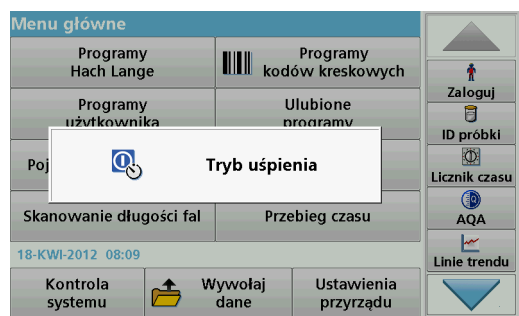 Menu główne
Programy
Hach Lange
Programy
kodów kreskowych
Programy
użytkownika
Ulubione
programy
Poj
Tryb uśpienia
Skanowanie długości fal
Przebieg czasu
18-KWI-2012 08:09
Kontrola
systemu
Wywołaj
dane
Ustawienia
przyrządu
Zaloguj
ID próbki
Licznik czasu
AQA
Linie trendu